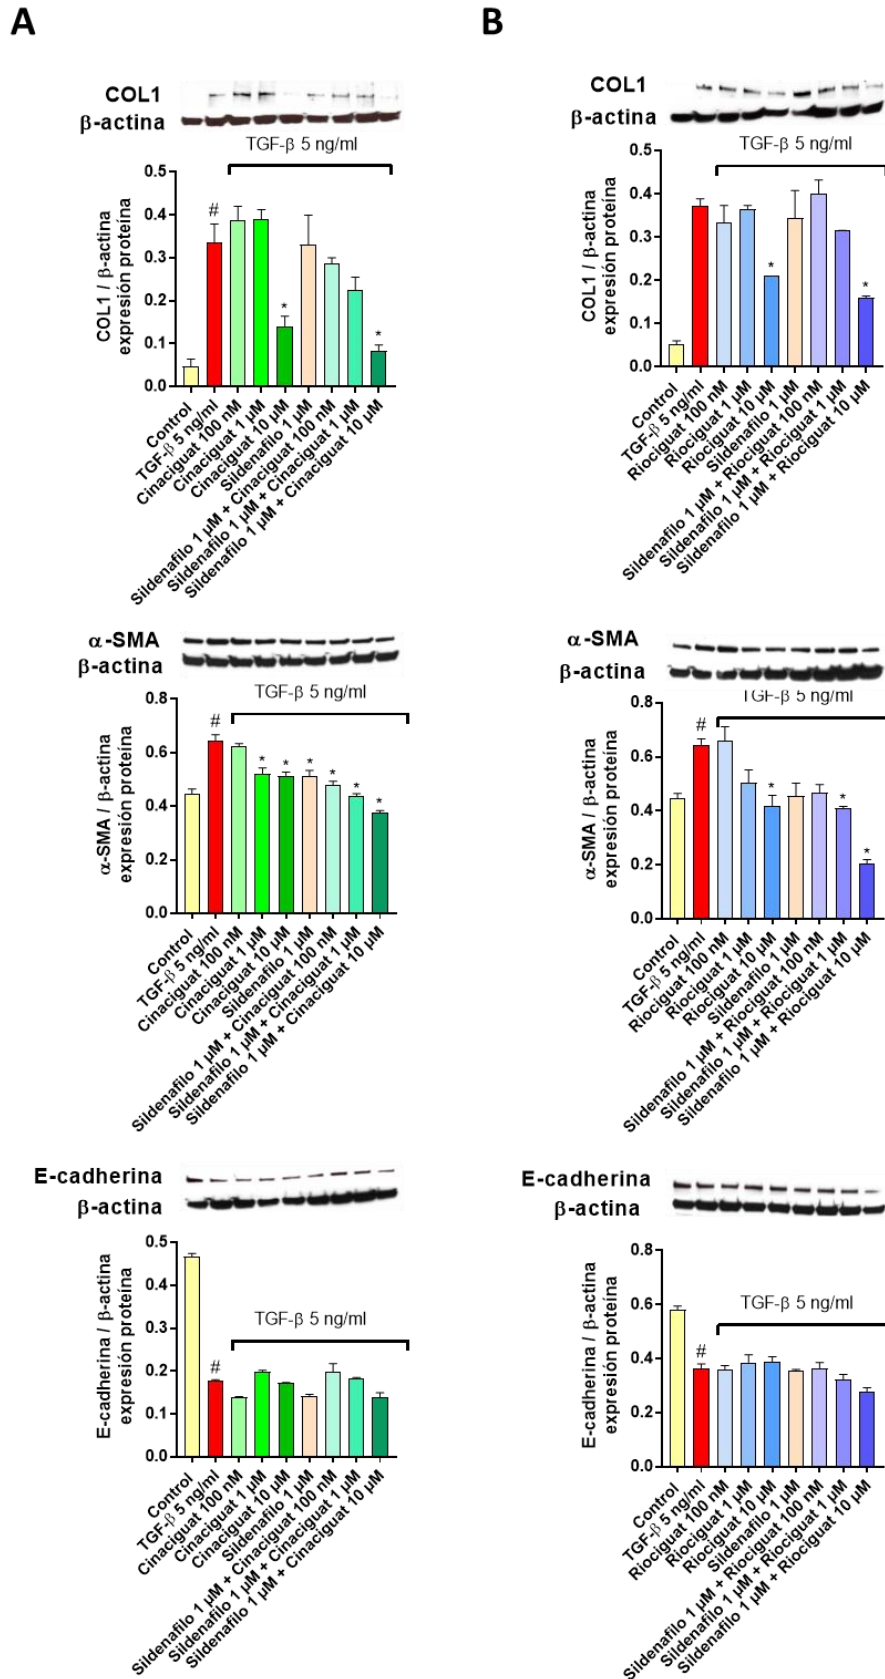 A
COL1
β-actina
TGF-β 5 ng/ml
COL1 / β-actina
expresión proteína
0.5
0.4
0.3
0.2
0.1
0.0
#
*
*
Control
TGF-β 5 ng/ml
Cinaciguat 100 nM
Cinaciguat 1 µM
Cinaciguat 10 µM
Sildenafilo 1 µM
Sildenafilo 1 µM + Cinaciguat 100 nM
Sildenafilo 1 µM + Cinaciguat 1 µM
Sildenafilo 1 µM + Cinaciguat 10 µM
α-SMA
β-actina
TGF-β 5 ng/ml
α-SMA / β-actina
expresión proteína
0.8
0.6
0.4
0.2
0.0
#
*
*
*
*
*
*
Control
TGF-β 5 ng/ml
Cinaciguat 100 nM
Cinaciguat 1 µM
Cinaciguat 10 µM
Sildenafilo 1 µM
Sildenafilo 1 µM + Cinaciguat 100 nM
Sildenafilo 1 µM + Cinaciguat 1 µM
Sildenafilo 1 µM + Cinaciguat 10 µM
E-cadherina
β-actina
TGF-β 5 ng/ml
E-cadherina / β-actina
expresión proteína
0.5
0.4
0.3
0.2
0.1
0.0
#
Control
TGF-β 5 ng/ml
Cinaciguat 100 nM
Cinaciguat 1 µM
Cinaciguat 10 µM
Sildenafilo 1 µM
Sildenafilo 1 µM + Cinaciguat 100 nM
Sildenafilo 1 µM + Cinaciguat 1 µM
Sildenafilo 1 µM + Cinaciguat 10 µM
B
COL1
β-actina
TGF-β 5 ng/ml
COL1 / β-actina
expresión proteína
0.5
0.4
0.3
0.2
0.1
0.0
*
*
Control
TGF-β 5 ng/ml
Riociguat 100 nM
Riociguat 1 µM
Riociguat 10 µM
Sildenafilo 1 µM
Sildenafilo 1 µM + Riociguat 100 nM
Sildenafilo 1 µM + Riociguat 1 µM
Sildenafilo 1 µM + Riociguat 10 µM
α-SMA
β-actina
TGF-β 5 ng/ml
α-SMA / β-actina
expresión proteína
0.8
0.6
0.4
0.2
0.0
#
*
*
*
Control
TGF-β 5 ng/ml
Riociguat 100 nM
Riociguat 1 µM
Riociguat 10 µM
Sildenafilo 1 µM
Sildenafilo 1 µM + Riociguat 100 nM
Sildenafilo 1 µM + Riociguat 1 µM
Sildenafilo 1 µM + Riociguat 10 µM
E-cadherina
β-actina
TGF-β 5 ng/ml
E-cadherina / β-actina
expresión proteína
0.8
0.6
0.4
0.2
0.0
#
Control
TGF-β 5 ng/ml
Riociguat 100 nM
Riociguat 1 µM
Riociguat 10 µM
Sildenafilo 1 µM
Sildenafilo 1 µM + Riociguat 100 nM
Sildenafilo 1 µM + Riociguat 1 µM
Sildenafilo 1 µM + Riociguat 10 µM